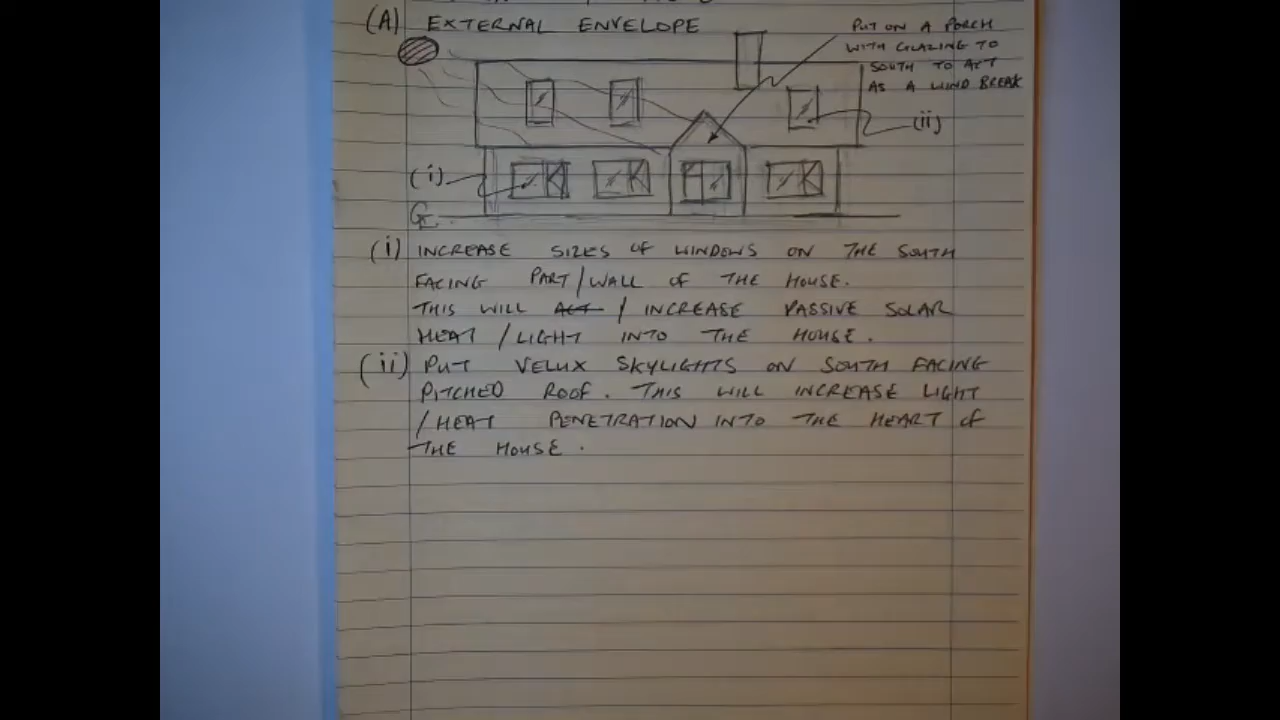 (A) EXTERNAL ENVELOPE
PUT ON A PORCH
WITH GLAZING TO
SOUTH TO ACT
AS A WIND BREAK
(ii)
(i)
GL
(i) INCREASE SIZES OF WINDOWS ON THE SOUTH
FACING PART/WALL OF THE HOUSE.
THIS WILL ACT / INCREASE PASSIVE SOLAR
HEAT /LIGHT INTO THE HOUSE.
(ii) PUT VELUX SKYLIGHTS ON SOUTH FACING
PITCHED ROOF. THIS WILL INCREASE LIGHT
/HEAT PENETRATION INTO THE HEART OF
THE HOUSE.